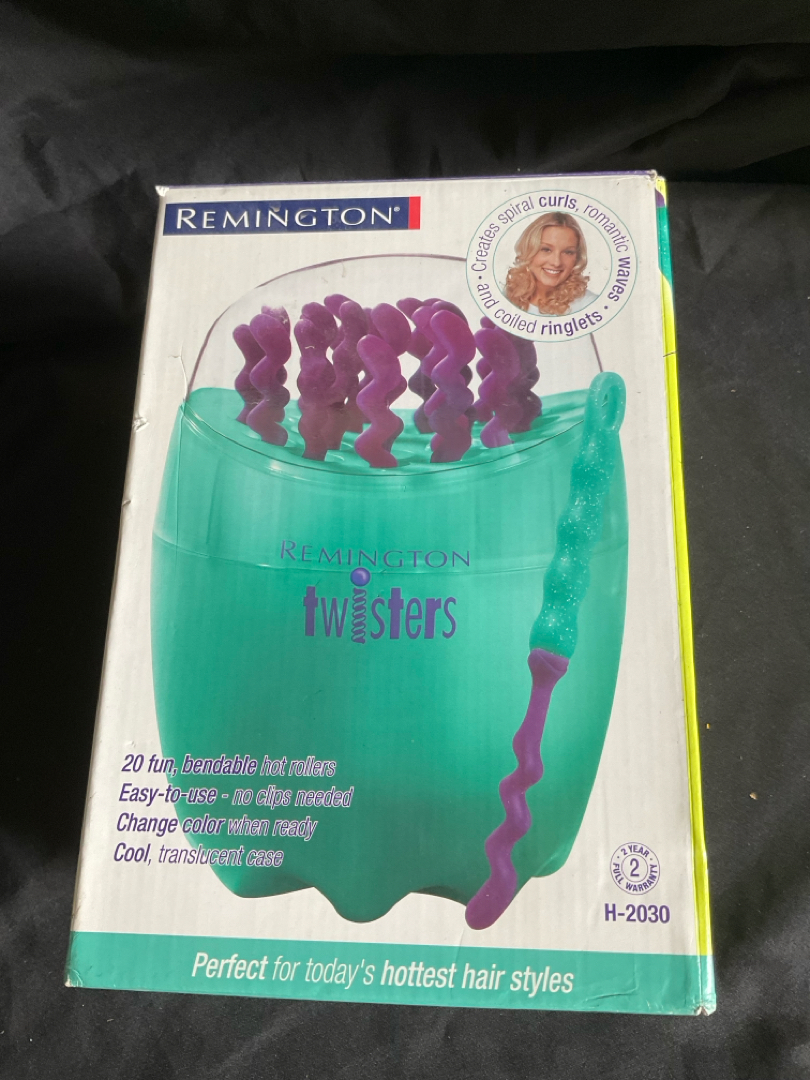 REMINGTON®
• Creates spiral curls, romantic waves •
and coiled ringlets
REMINGTON
twisters
20 fun, bendable hot rollers
Easy-to-use - no clips needed
Change color when ready
Cool, translucent case
• 2 YEAR •
2
FULL WARRANTY
H-2030
Perfect for today's hottest hair styles